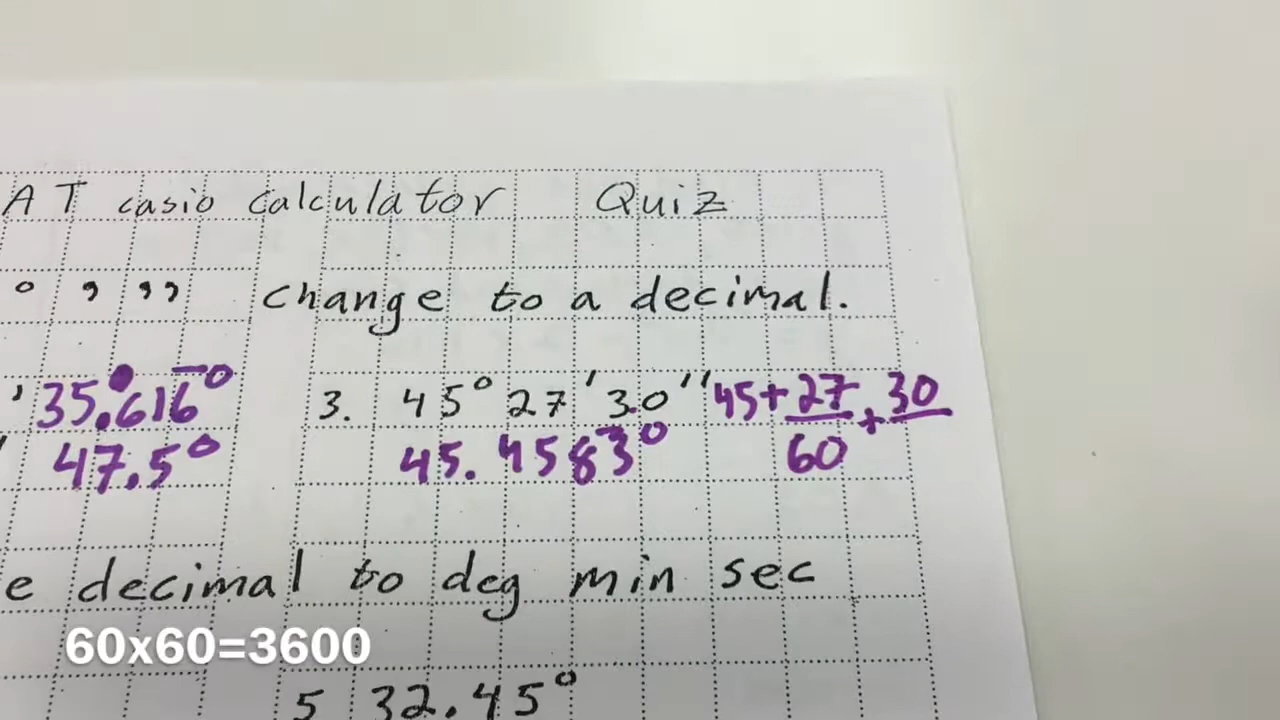 AT casio calculator Quiz
° , ,, change to a decimal.
' 35.616° 3. 45° 27' 30'' 45 + 27/60 + 30
47.5° 45.4583°
e decimal to deg min sec
60x60=3600
5 32.45°